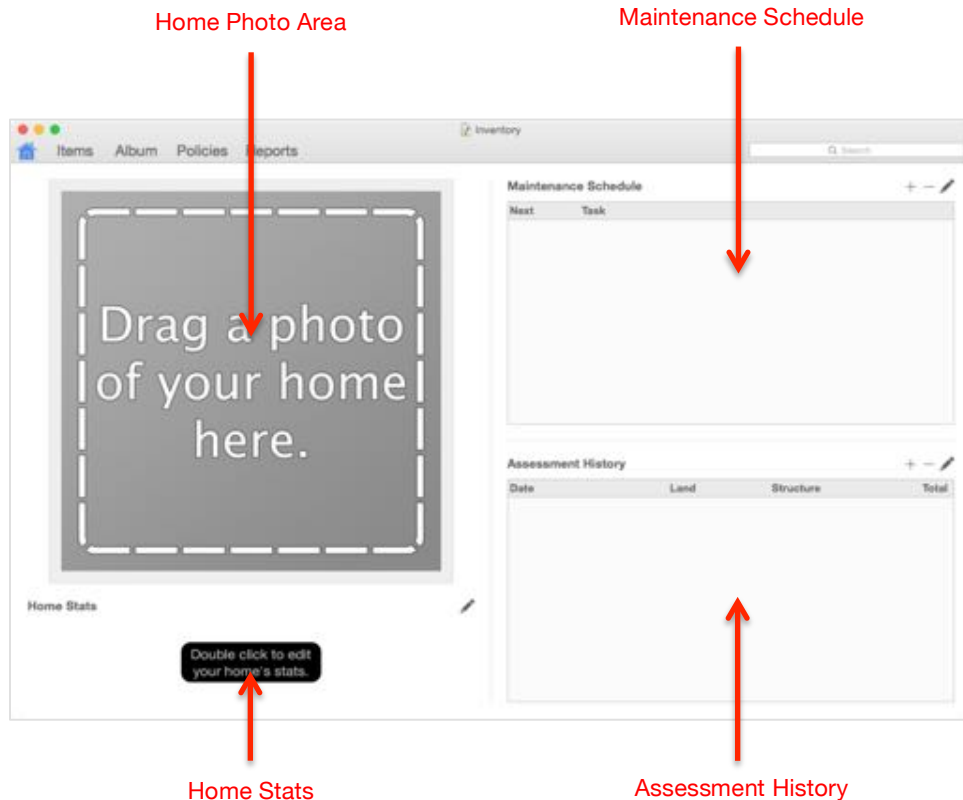 Home Photo Area
Maintenance Schedule
Inventory
Items Album Policies Reports
Search
Maintenance Schedule
Next Task
Drag a photo
of your home
here.
Assessment History
Date Land Structure Total
Home Stats
Double click to edit
your home's stats.
Home Stats
Assessment History